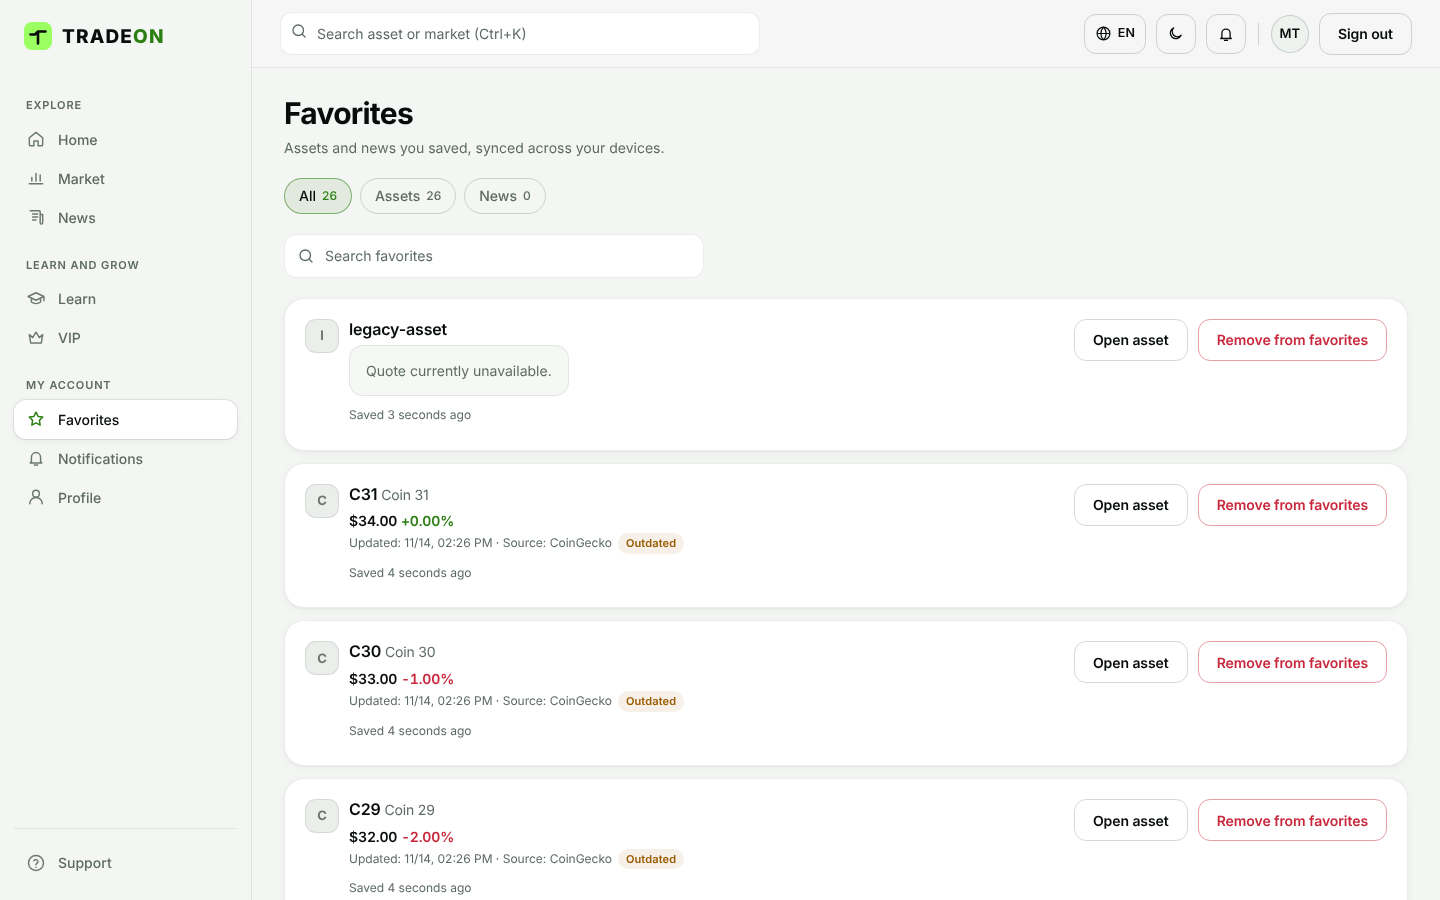 TRADEON
Search asset or market (Ctrl+K)
EN
MT
Sign out
EXPLORE
Home
Market
News
LEARN AND GROW
Learn
VIP
MY ACCOUNT
Favorites
Notifications
Profile
Support
Favorites
Assets and news you saved, synced across your devices.
All 26
Assets 26
News 0
Search favorites
l
legacy-asset
Quote currently unavailable.
Saved 3 seconds ago
Open asset
Remove from favorites
C
C31 Coin 31
$34.00 +0.00%
Updated: 11/14, 02:26 PM · Source: CoinGecko Outdated
Saved 4 seconds ago
Open asset
Remove from favorites
C
C30 Coin 30
$33.00 -1.00%
Updated: 11/14, 02:26 PM · Source: CoinGecko Outdated
Saved 4 seconds ago
Open asset
Remove from favorites
C
C29 Coin 29
$32.00 -2.00%
Updated: 11/14, 02:26 PM · Source: CoinGecko Outdated
Saved 4 seconds ago
Open asset
Remove from favorites